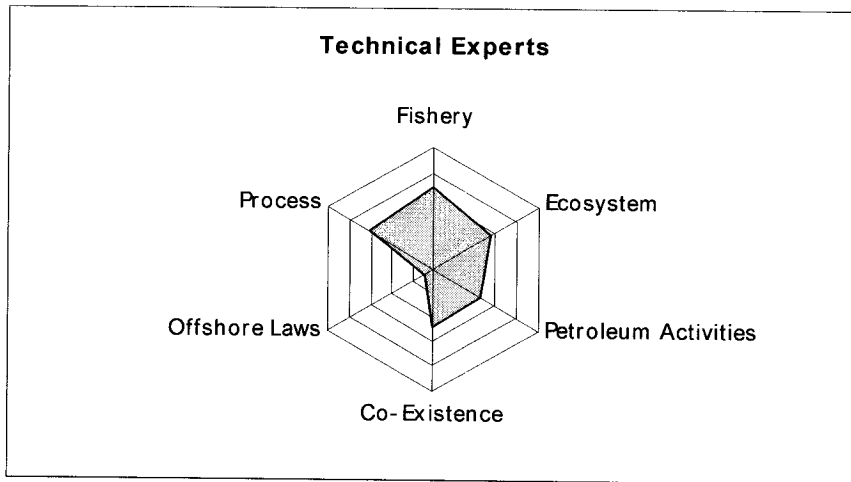 Technical Experts
Fishery
Process
Ecosystem
Offshore Laws
Petroleum Activities
Co-Existence